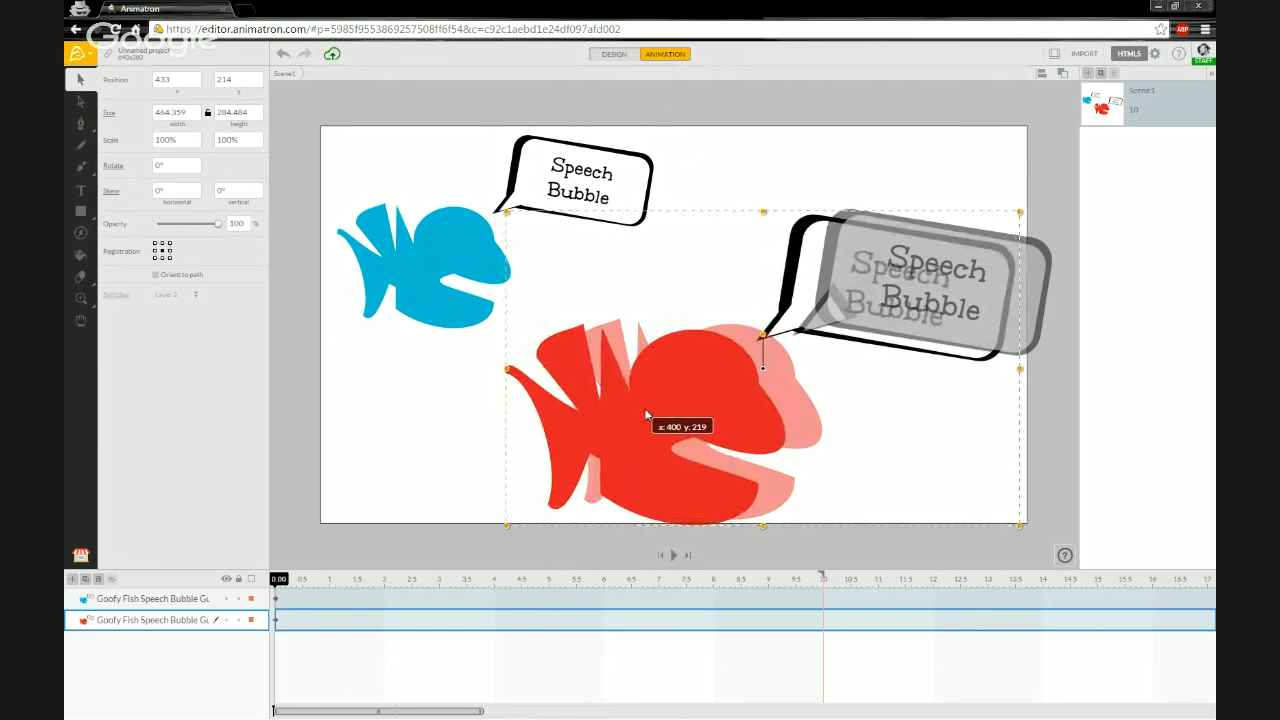 Animatron
https://editor.animatron.com/#p=5985f9553869257508ff6f54&c=c92c1aebd1e24df097afd002
ABP
Google
Unnamed project
640x360
DESIGN
ANIMATION
IMPORT
HTML5
?
STAFF
Position
433
214
x
y
Scene1
Scene1
10
Size
464.359
284.484
width
height
Scale
100%
100%
Rotate
0°
Skew
0°
0°
horizontal
vertical
Opacity
100
%
Registration
Orient to path
Switcher
Layer 2
T
Speech
Bubble
Speech
Bubble
Speech
Bubble
x: 400 y: 219
?
0.00 0.5 1 1.5 2 2.5 3 3.5 4 4.5 5 5.5 6 6.5 7 7.5 8 8.5 9 9.5 10 10.5 11 11.5 12 12.5 13 13.5 14 14.5 15 15.5 16 16.5 17
Goofy Fish Speech Bubble Gu
Goofy Fish Speech Bubble Gu